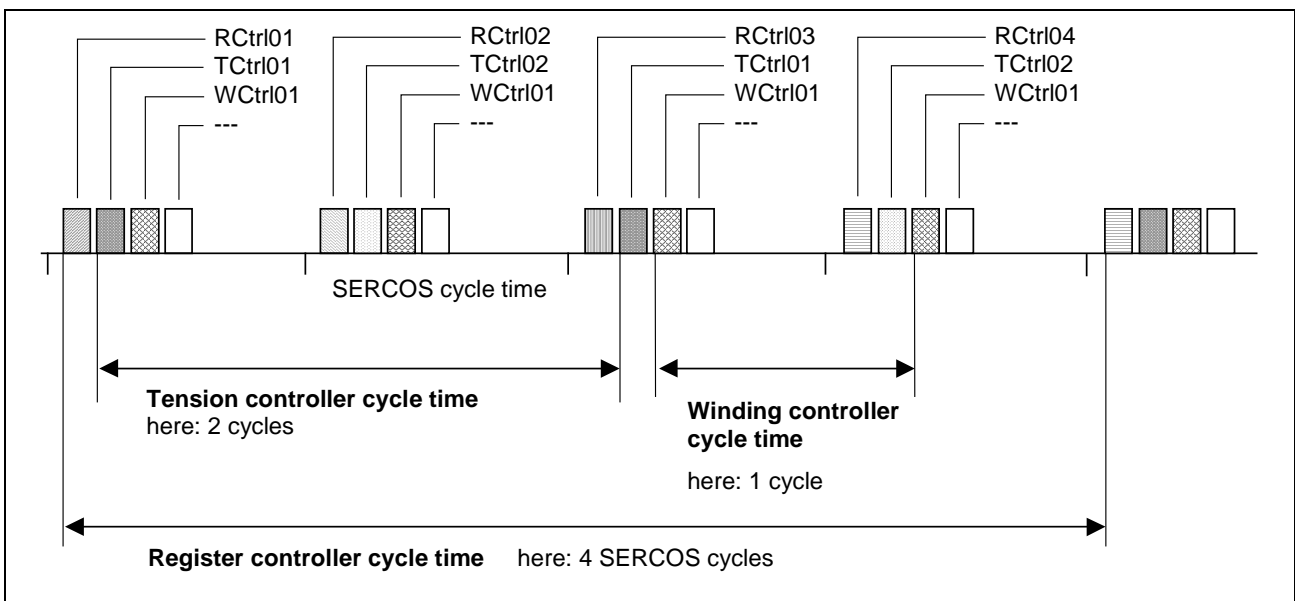 RCtrl01
TCtrl01
WCtrl01
---
RCtrl02
TCtrl02
WCtrl01
---
RCtrl03
TCtrl01
WCtrl01
---
RCtrl04
TCtrl02
WCtrl01
---
SERCOS cycle time
Tension controller cycle time
here: 2 cycles
Winding controller
cycle time
here: 1 cycle
Register controller cycle time here: 4 SERCOS cycles